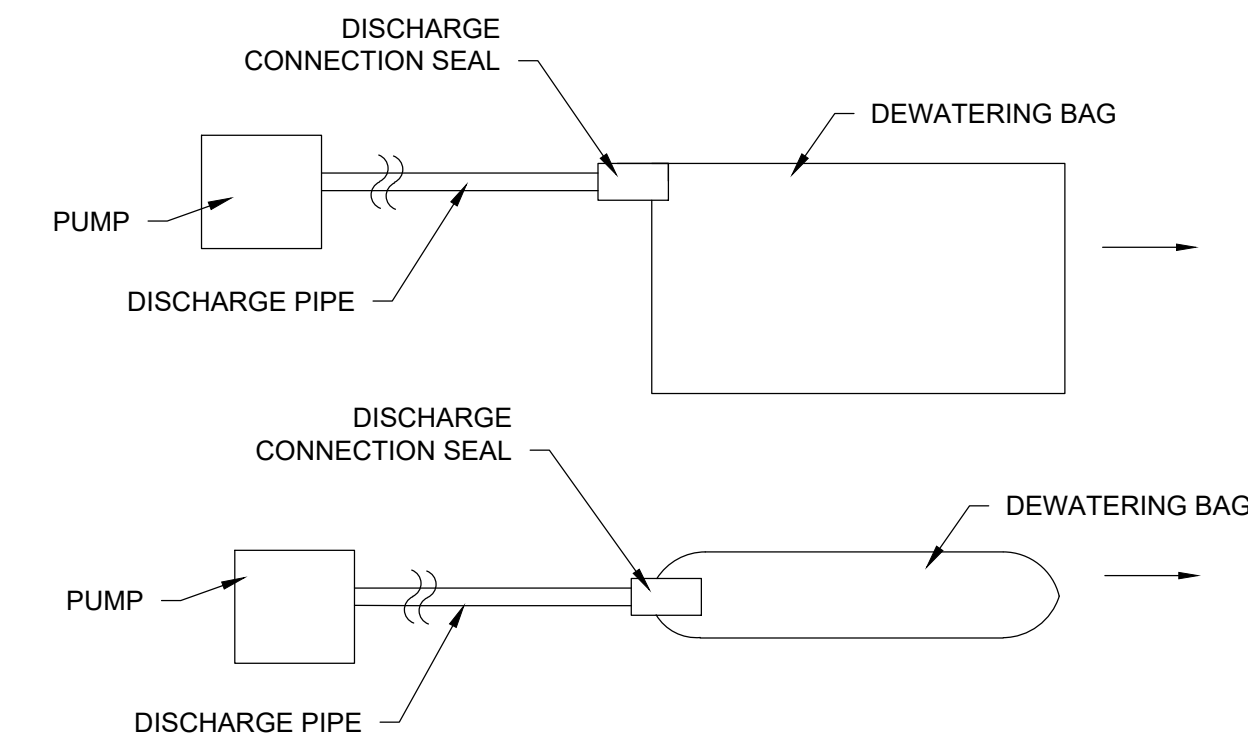 DISCHARGE
CONNECTION SEAL
DEWATERING BAG
PUMP
DISCHARGE PIPE
DISCHARGE
CONNECTION SEAL
DEWATERING BAG
PUMP
DISCHARGE PIPE